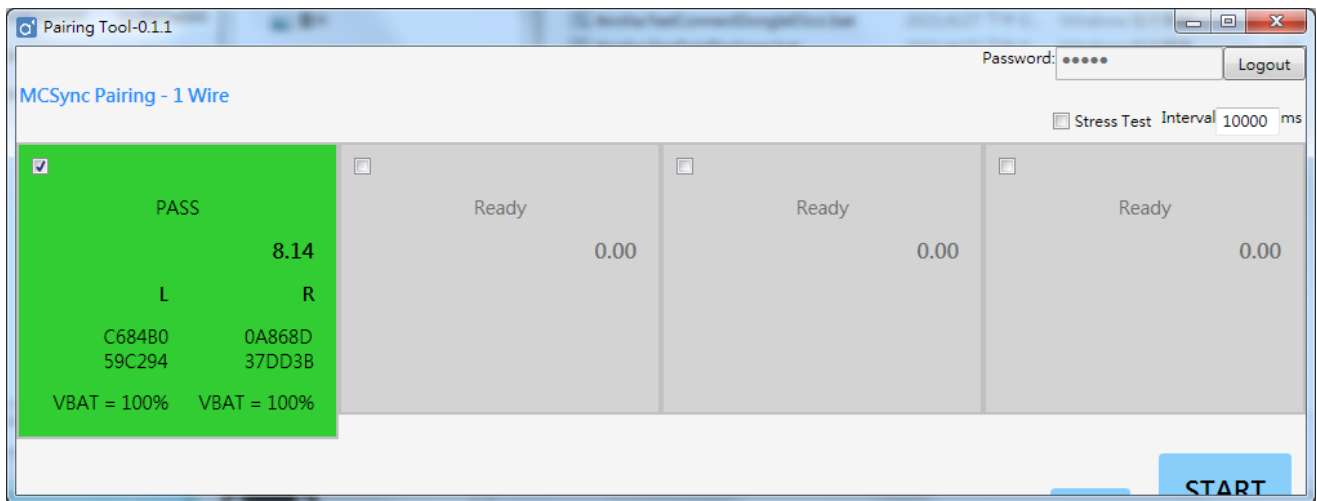 Pairing Tool-0.1.1
Password: ●●●●● Logout
MCSync Pairing - 1 Wire
Stress Test Interval 10000 ms
PASS Ready Ready Ready
8.14 0.00 0.00 0.00
L R
C684B0 0A868D
59C294 37DD3B
VBAT = 100% VBAT = 100%
START